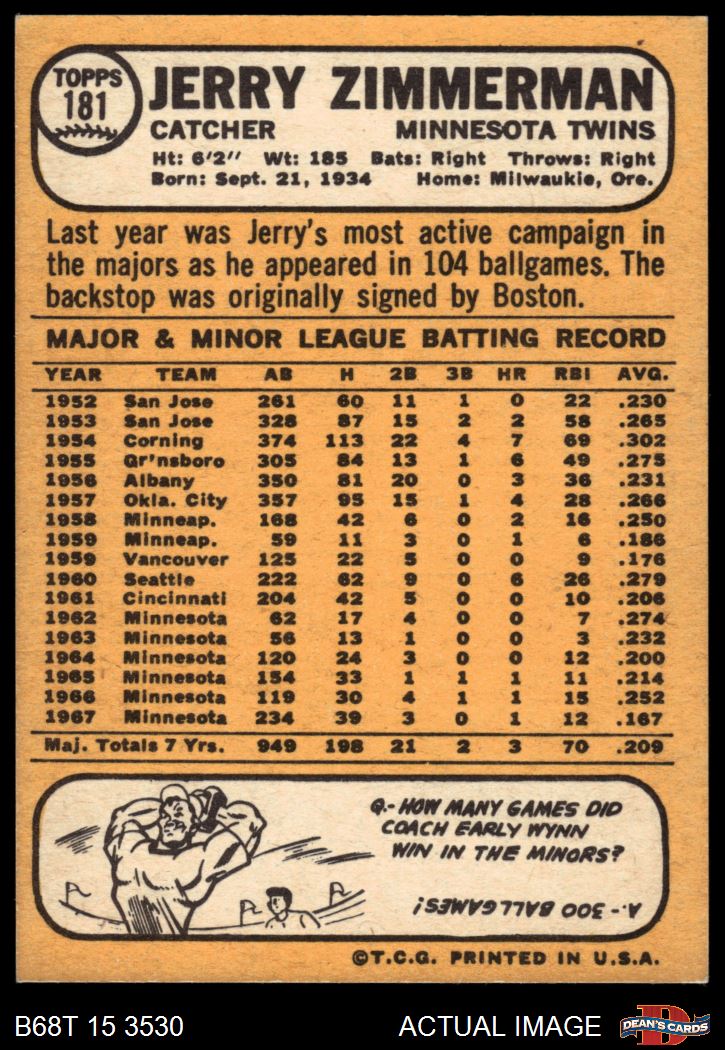 TOPPS
181
JERRY ZIMMERMAN
CATCHER MINNESOTA TWINS
Ht: 6'2" Wt: 185 Bats: Right Throws: Right
Born: Sept. 21, 1934 Home: Milwaukie, Ore.
Last year was Jerry's most active campaign in
the majors as he appeared in 104 ballgames. The
backstop was originally signed by Boston.
MAJOR & MINOR LEAGUE BATTING RECORD
YEAR TEAM AB H 2B 3B HR RBI AVG.
1952 San Jose 261 60 11 1 0 22 .230
1953 San Jose 328 87 15 2 2 58 .265
1954 Corning 374 113 22 4 7 69 .302
1955 Gr'nsboro 305 84 13 1 6 49 .275
1956 Albany 350 81 20 0 3 36 .231
1957 Okla. City 357 95 15 1 4 28 .266
1958 Minneap. 168 42 6 0 2 16 .250
1959 Minneap. 59 11 3 0 1 6 .186
1959 Vancouver 125 22 5 0 0 9 .176
1960 Seattle 222 62 9 0 6 26 .279
1961 Cincinnati 204 42 5 0 0 10 .206
1962 Minnesota 62 17 4 0 0 7 .274
1963 Minnesota 56 13 1 0 0 3 .232
1964 Minnesota 120 24 3 0 0 12 .200
1965 Minnesota 154 33 1 1 1 11 .214
1966 Minnesota 119 30 4 1 1 15 .252
1967 Minnesota 234 39 3 0 1 12 .167
Maj. Totals 7 Yrs. 949 198 21 2 3 70 .209
Q.- HOW MANY GAMES DID
COACH EARLY WYNN
WIN IN THE MINORS?
A.- 300 BALLGAMES!
©T.C.G. PRINTED IN U.S.A.
B68T 15 3530 ACTUAL IMAGE D DEAN'S CARDS